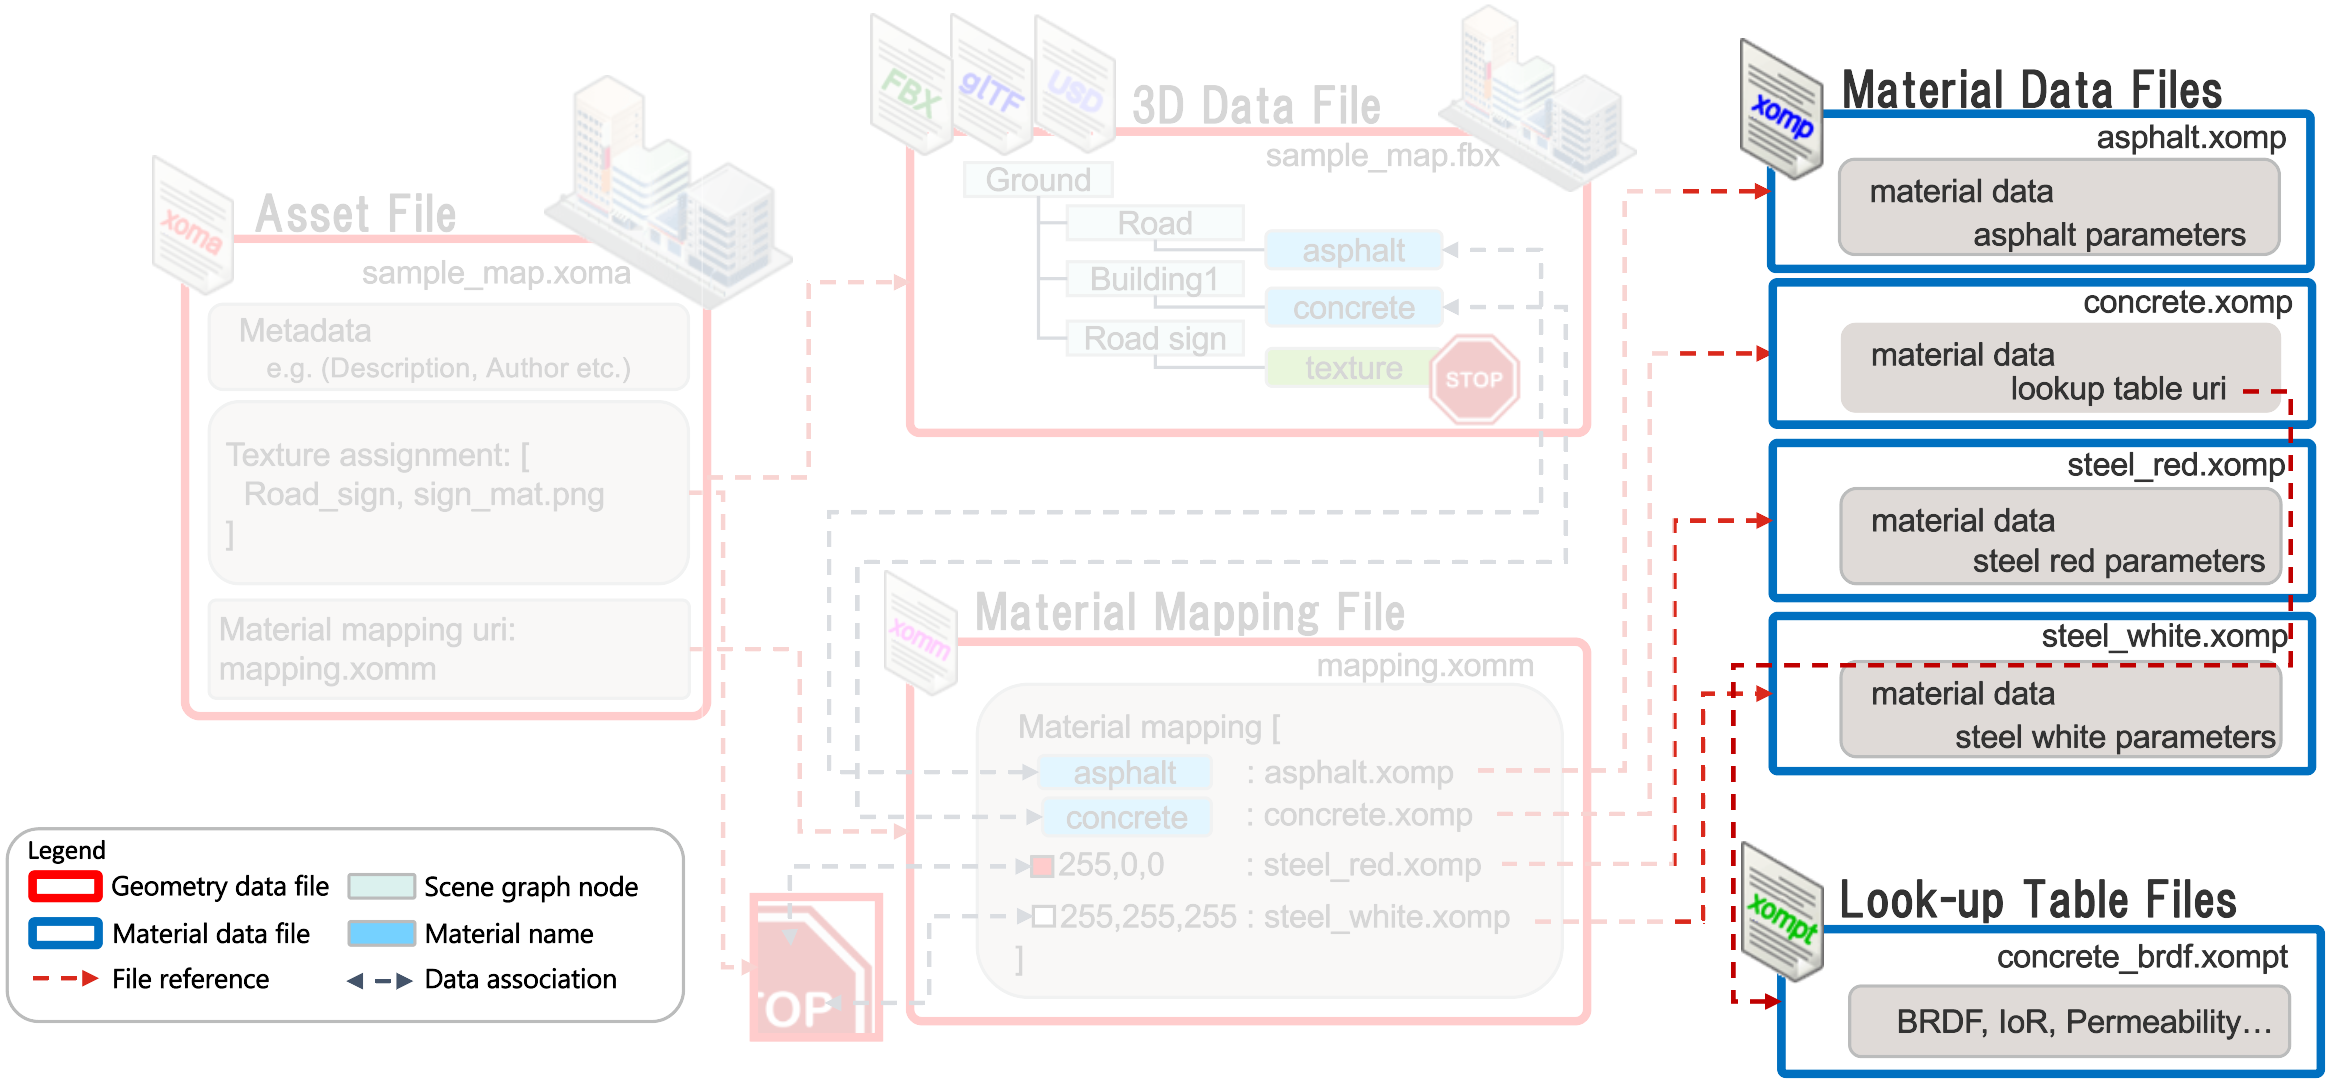 xoma
Asset File
sample_map.xoma
Metadata
e.g. (Description, Author etc.)
Texture assignment: [
Road_sign, sign_mat.png
]
Material mapping uri:
mapping.xomm
FBX
glTF
USD
3D Data File
sample_map.fbx
Ground
Road
asphalt
Building1
concrete
Road sign
texture
STOP
xomm
Material Mapping File
mapping.xomm
Material mapping [
asphalt : asphalt.xomp
concrete : concrete.xomp
255,0,0 : steel_red.xomp
255,255,255 : steel_white.xomp
]
TOP
xomp
Material Data Files
asphalt.xomp
material data
asphalt parameters
concrete.xomp
material data
lookup table uri
steel_red.xomp
material data
steel red parameters
steel_white.xomp
material data
steel white parameters
xompt
Look-up Table Files
concrete_brdf.xompt
BRDF, IoR, Permeability...
Legend
Geometry data file
Scene graph node
Material data file
Material name
File reference
Data association